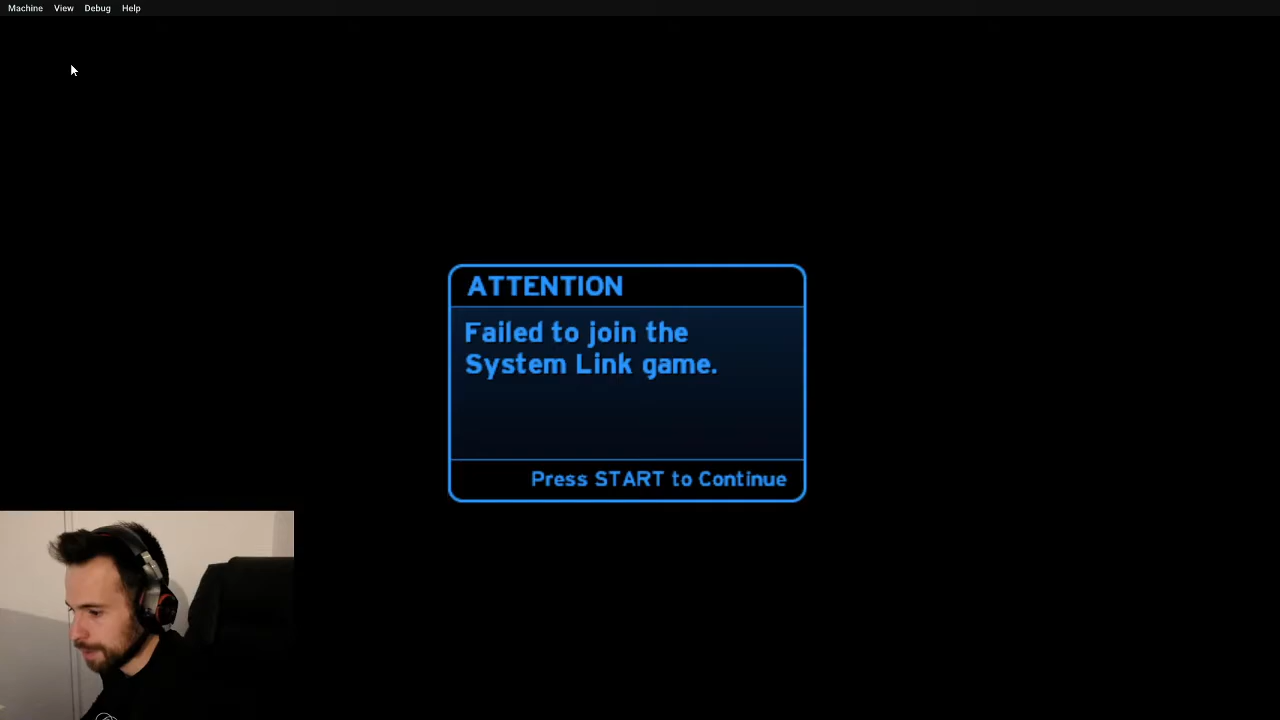 Machine View Debug Help
ATTENTION
Failed to join the
System Link game.
Press START to Continue